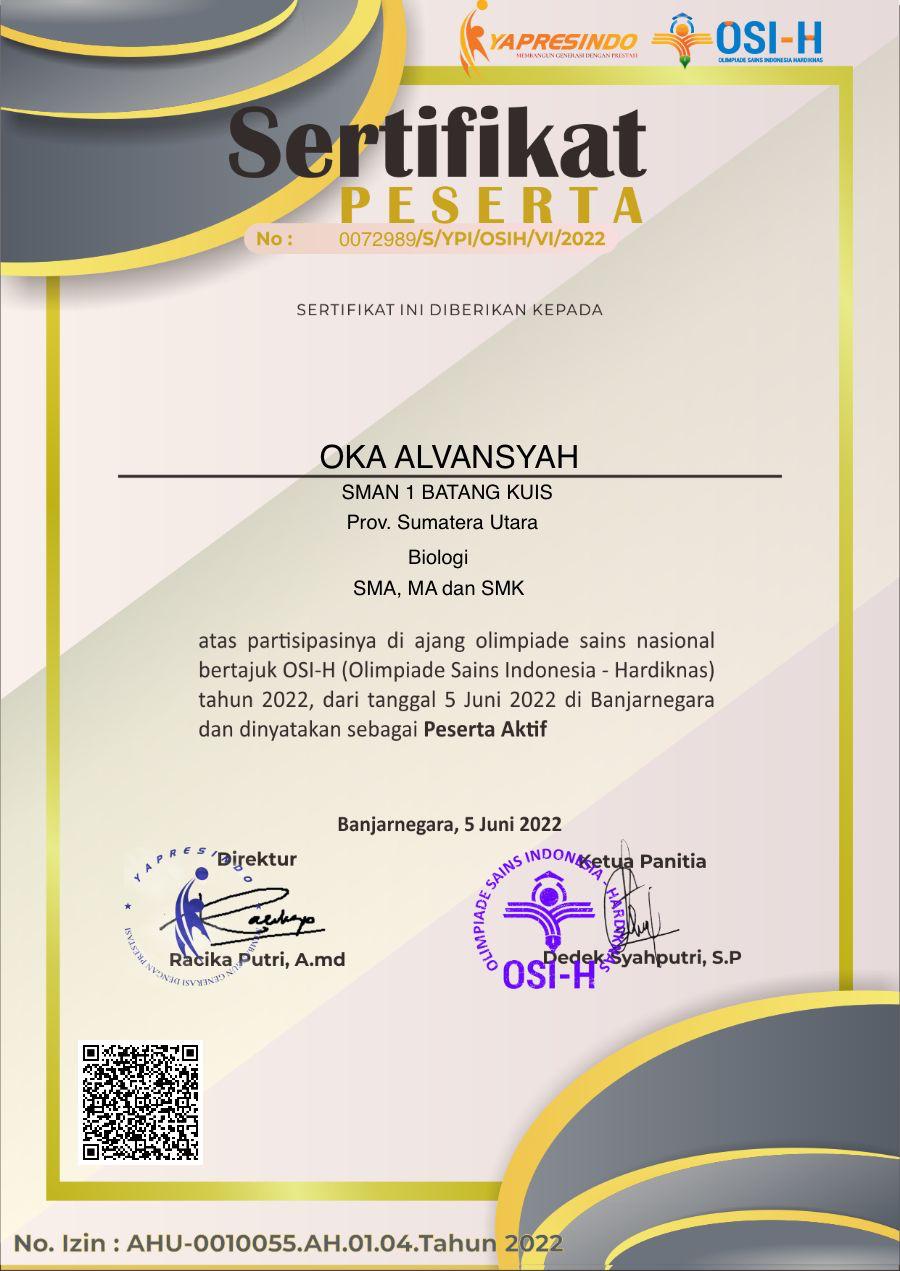 YAPRESINDO
MEMBANGUN GENERASI DENGAN PRESTASI
OSI-H
OLIMPIADE SAINS INDONESIA HARDIKNAS
Sertifikat
PESERTA
No : 0072989/S/YPI/OSIH/VI/2022
SERTIFIKAT INI DIBERIKAN KEPADA
OKA ALVANSYAH
SMAN 1 BATANG KUIS
Prov. Sumatera Utara
Biologi
SMA, MA dan SMK
atas partisipasinya di ajang olimpiade sains nasional
bertajuk OSI-H (Olimpiade Sains Indonesia - Hardiknas)
tahun 2022, dari tanggal 5 Juni 2022 di Banjarnegara
dan dinyatakan sebagai Peserta Aktif
Banjarnegara, 5 Juni 2022
Direktur
YAPRESINDO
MEMBANGUN GENERASI DENGAN PRESTASI
Racika Putri, A.md
Ketua Panitia
OLIMPIADE SAINS INDONESIA - HARDIKNAS
OSI-H
Dedek Syahputri, S.P
No. Izin : AHU-0010055.AH.01.04.Tahun 2022